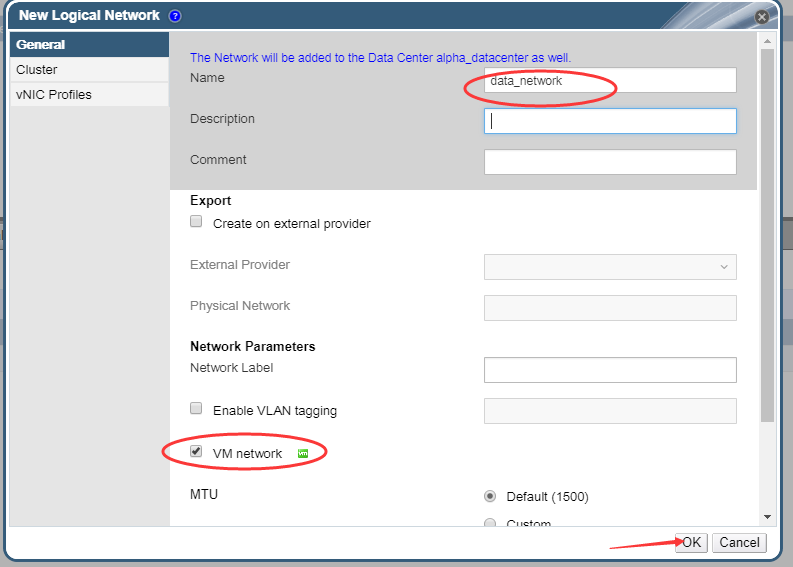 New Logical Network ?
General
Cluster
vNIC Profiles
The Network will be added to the Data Center alpha_datacenter as well.
Name
data_network
Description
Comment
Export
Create on external provider
External Provider
Physical Network
Network Parameters
Network Label
Enable VLAN tagging
VM network vm
MTU
Default (1500)
Custom
OK Cancel